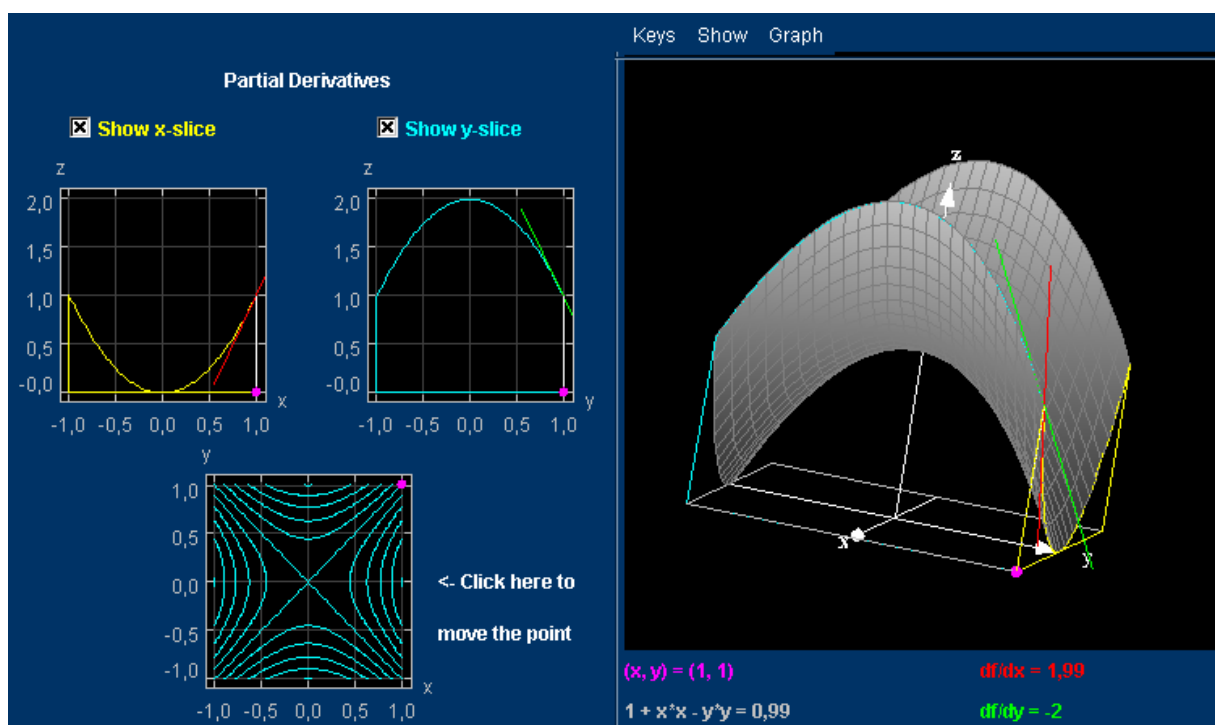 Keys Show Graph
Partial Derivatives
Show x-slice
Show y-slice
z
2,0
1,5
1,0
0,5
-0,0
x
-1,0 -0,5 0,0 0,5 1,0
z
2,0
1,5
1,0
0,5
-0,0
y
-1,0 -0,5 0,0 0,5 1,0
y
1,0
0,5
0,0
-0,5
-1,0
x
-1,0 -0,5 0,0 0,5 1,0
<- Click here to
move the point
z
x
y
(x, y) = (1, 1)
df/dx = 1,99
1 + x*x - y*y = 0,99
df/dy = -2